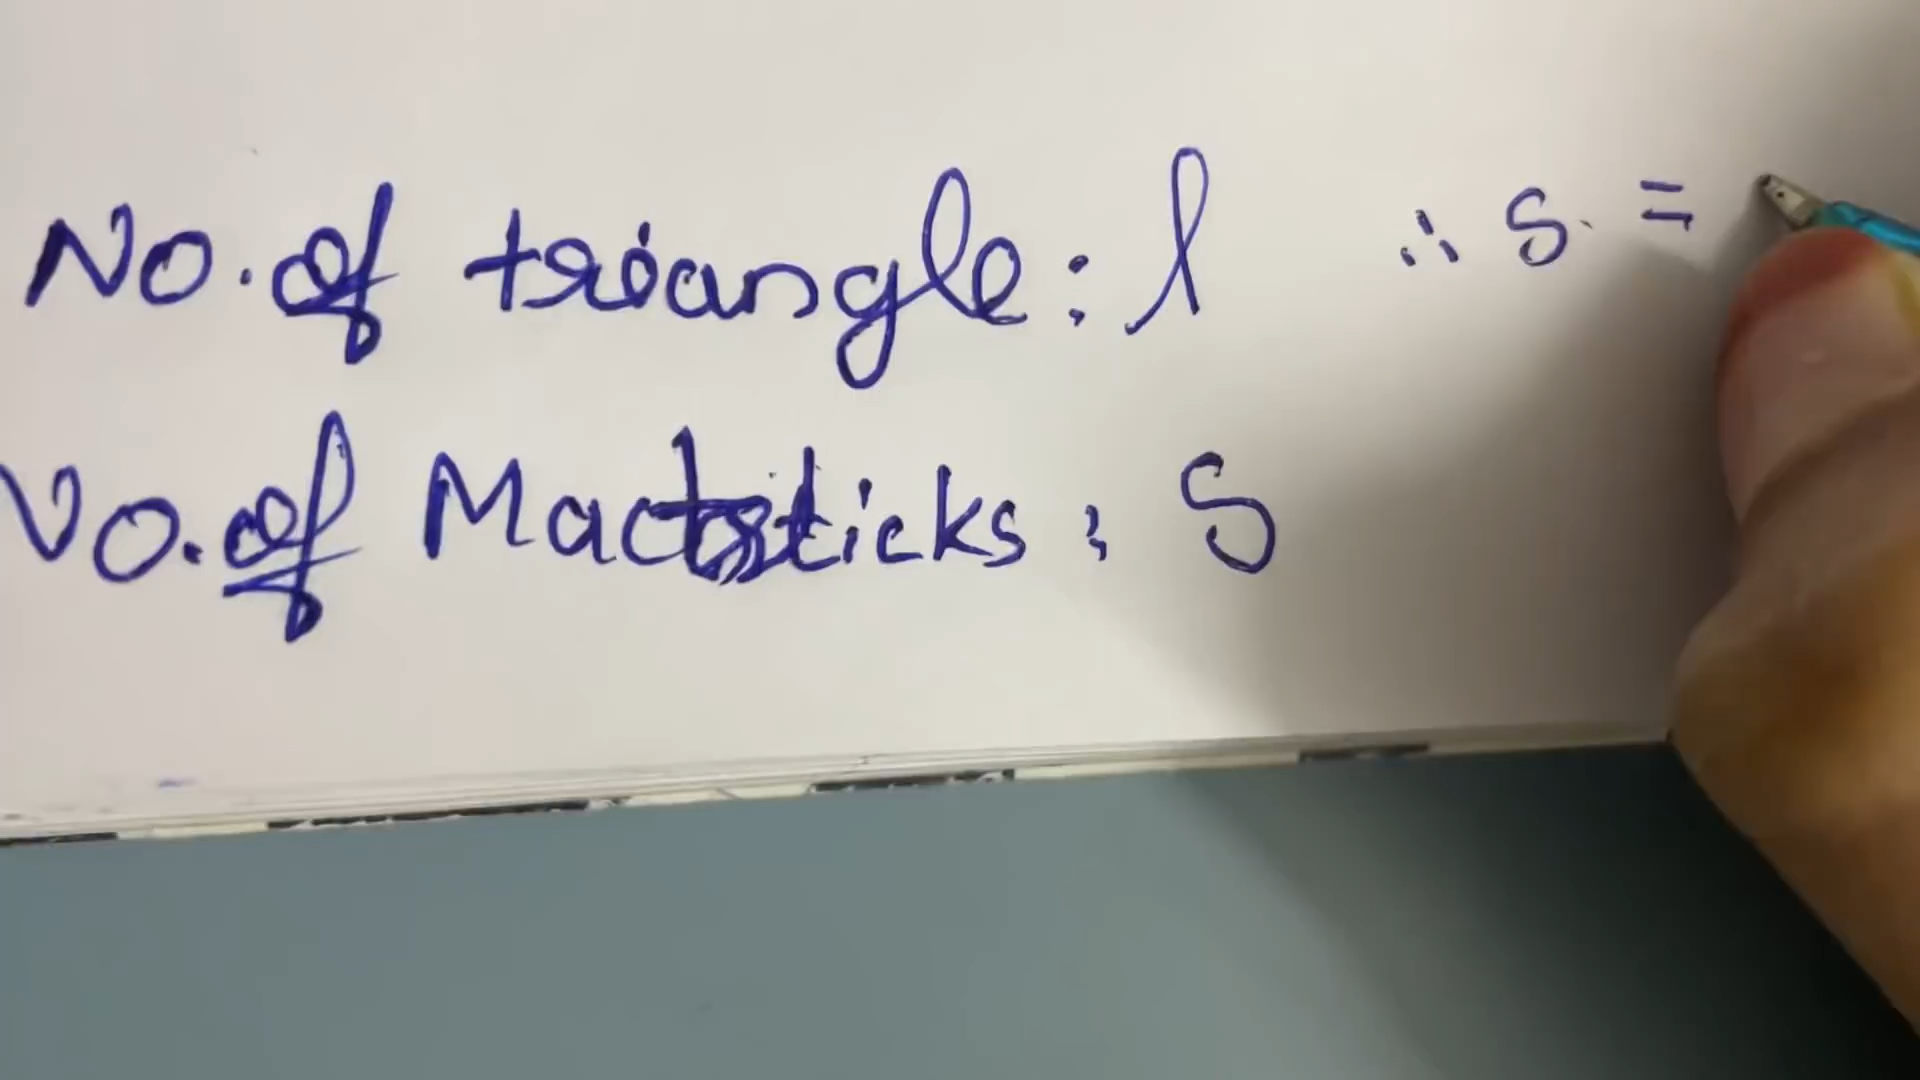 No. of triangle : l ∴ s. =
No. of Matsticks : S